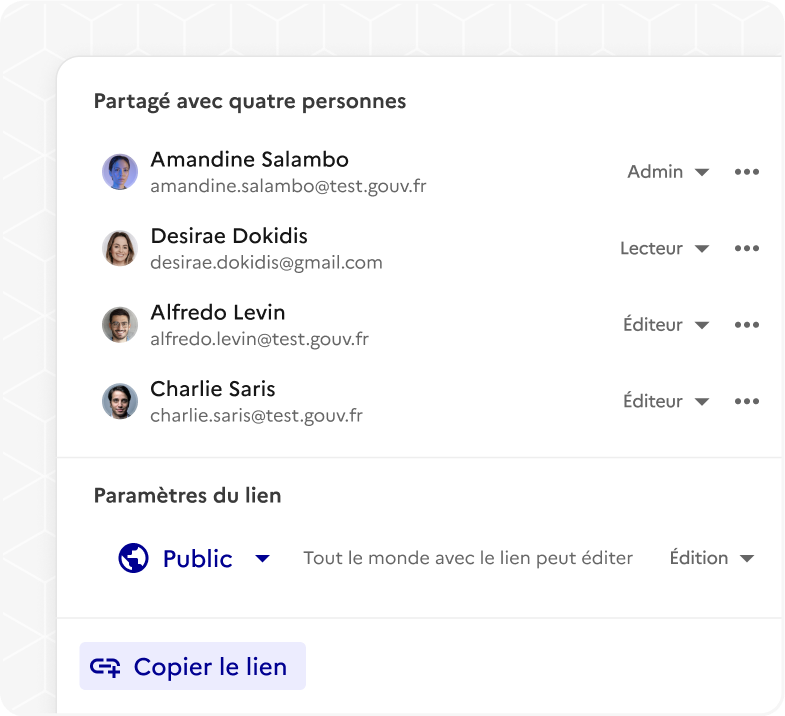 Partagé avec quatre personnes
Amandine Salambo
amandine.salambo@test.gouv.fr
Admin
Desirae Dokidis
desirae.dokidis@gmail.com
Lecteur
Alfredo Levin
alfredo.levin@test.gouv.fr
Éditeur
Charlie Saris
charlie.saris@test.gouv.fr
Éditeur
Paramètres du lien
Public
Tout le monde avec le lien peut éditer
Édition
Copier le lien